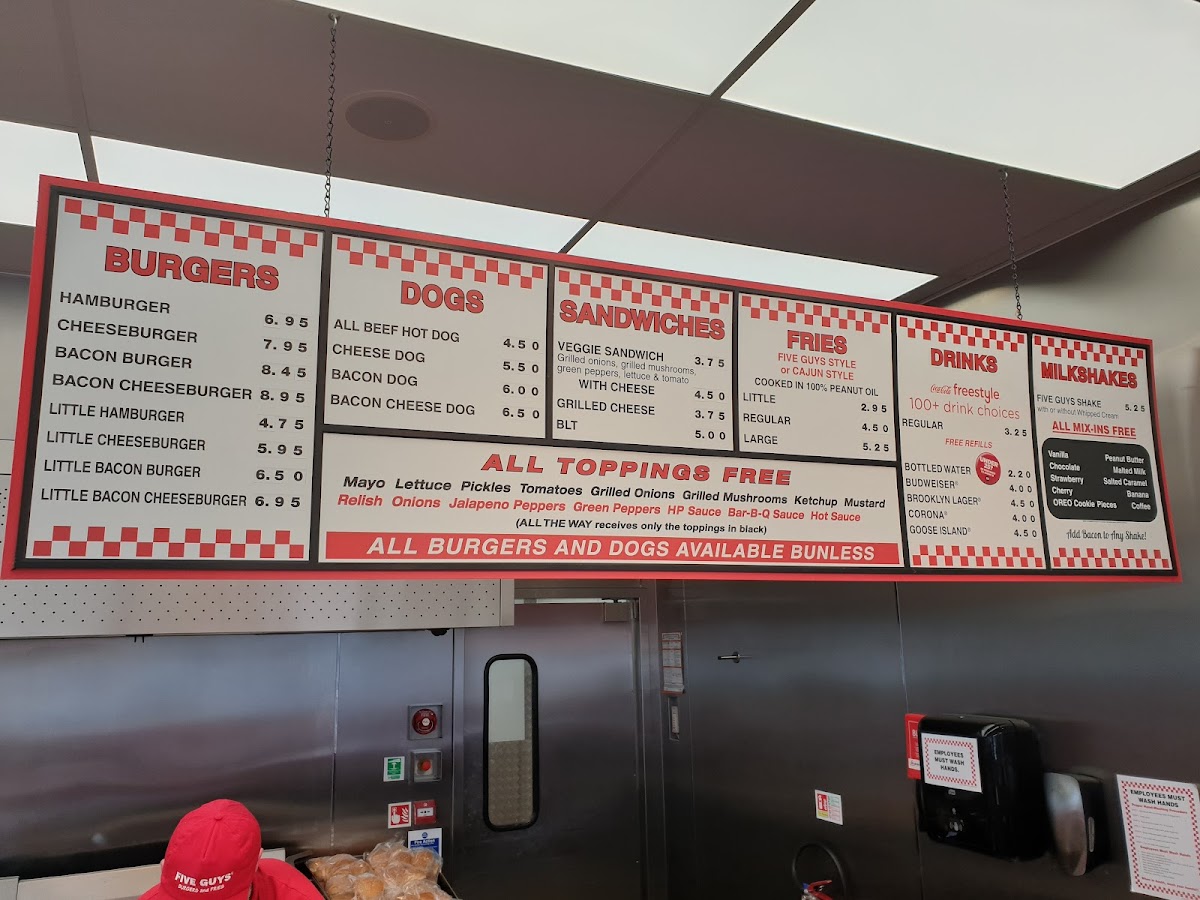 BURGERS
HAMBURGER 6.95
CHEESEBURGER 7.95
BACON BURGER 8.45
BACON CHEESEBURGER 8.95
LITTLE HAMBURGER 4.75
LITTLE CHEESEBURGER 5.95
LITTLE BACON BURGER 6.50
LITTLE BACON CHEESEBURGER 6.95
DOGS
ALL BEEF HOT DOG 4.50
CHEESE DOG 5.50
BACON DOG 6.00
BACON CHEESE DOG 6.50
SANDWICHES
VEGGIE SANDWICH 3.75
Grilled onions, grilled mushrooms,
green peppers, lettuce & tomato
WITH CHEESE 4.50
GRILLED CHEESE 3.75
BLT 5.00
FRIES
FIVE GUYS STYLE
or CAJUN STYLE
COOKED IN 100% PEANUT OIL
LITTLE 2.95
REGULAR 4.50
LARGE 5.25
ALL TOPPINGS FREE
Mayo Lettuce Pickles Tomatoes Grilled Onions Grilled Mushrooms Ketchup Mustard
Relish Onions Jalapeno Peppers Green Peppers HP Sauce Bar-B-Q Sauce Hot Sauce
(ALL THE WAY receives only the toppings in black)
ALL BURGERS AND DOGS AVAILABLE BUNLESS
DRINKS
Coca-Cola freestyle
100+ drink choices
REGULAR 3.25
FREE REFILLS
BOTTLED WATER 2.20
BUDWEISER® 4.00
BROOKLYN LAGER® 4.50
CORONA® 4.00
GOOSE ISLAND® 4.50
MILKSHAKES
FIVE GUYS SHAKE 5.25
with or without Whipped Cream
ALL MIX-INS FREE
Vanilla Peanut Butter
Chocolate Malted Milk
Strawberry Salted Caramel
Cherry Banana
OREO Cookie Pieces Coffee
Add Bacon to Any Shake!
FIVE GUYS
BURGERS and FRIES
EMPLOYEES
MUST WASH
HANDS.
EMPLOYEES MUST
WASH HANDS